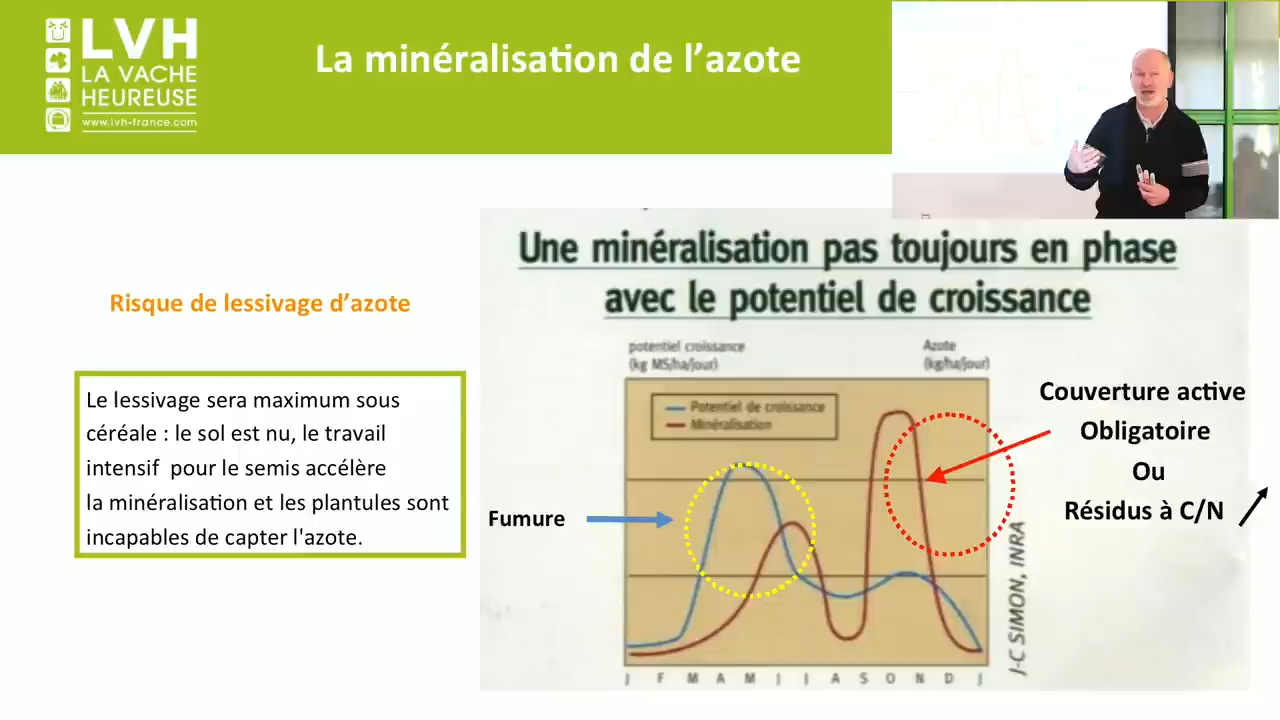 LVH
LA VACHE
HEUREUSE
www.lvh-france.com
La minéralisation de l’azote
Risque de lessivage d’azote
Le lessivage sera maximum sous
céréale : le sol est nu, le travail
intensif pour le semis accélère
la minéralisation et les plantules sont
incapables de capter l'azote.
Une minéralisation pas toujours en phase
avec le potentiel de croissance
potentiel croissance
(kg MS/ha/jour)
Azote
(kg/ha/jour)
Potentiel de croissance
Minéralisation
Fumure
Couverture active
Obligatoire
Ou
Résidus à C/N
J F M A M J J A S O N D J
J-C SIMON, INRA